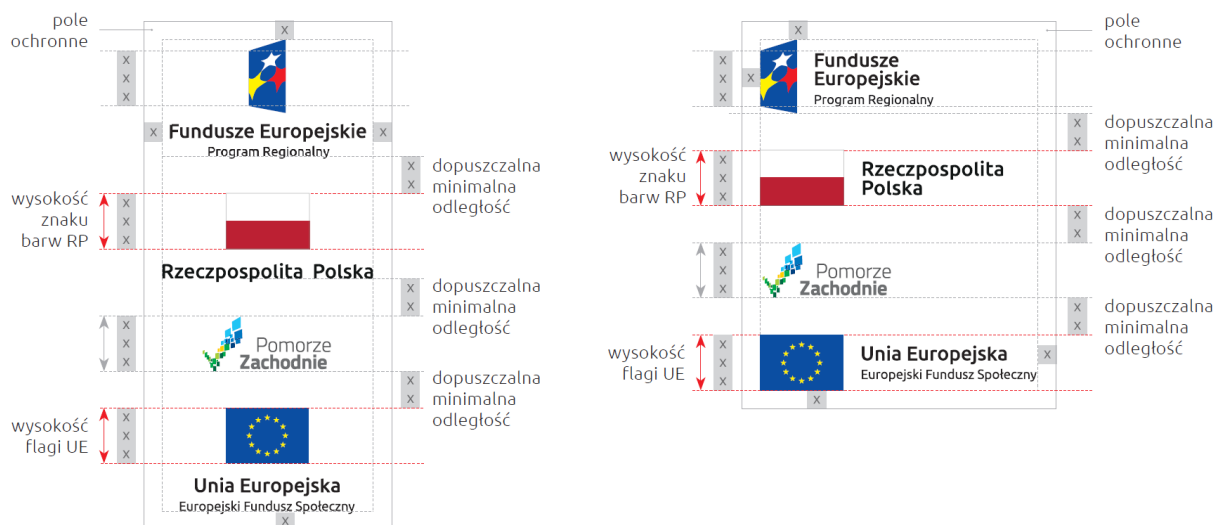 pole
ochronne
x
x
x
x
x
x
Fundusze Europejskie
Program Regionalny
x
x
dopuszczalna
minimalna
odległość
wysokość
znaku
barw RP
x
x
x
Rzeczpospolita Polska
x
x
dopuszczalna
minimalna
odległość
x
x
x
Pomorze
Zachodnie
x
x
dopuszczalna
minimalna
odległość
wysokość
flagi UE
x
x
x
Unia Europejska
Europejski Fundusz Społeczny
x
x
pole
ochronne
x
x
x
x
Fundusze
Europejskie
Program Regionalny
x
x
dopuszczalna
minimalna
odległość
wysokość
znaku
barw RP
x
x
x
Rzeczpospolita
Polska
x
x
dopuszczalna
minimalna
odległość
x
x
x
Pomorze
Zachodnie
x
x
dopuszczalna
minimalna
odległość
wysokość
flagi UE
x
x
x
Unia Europejska
Europejski Fundusz Społeczny
x
x